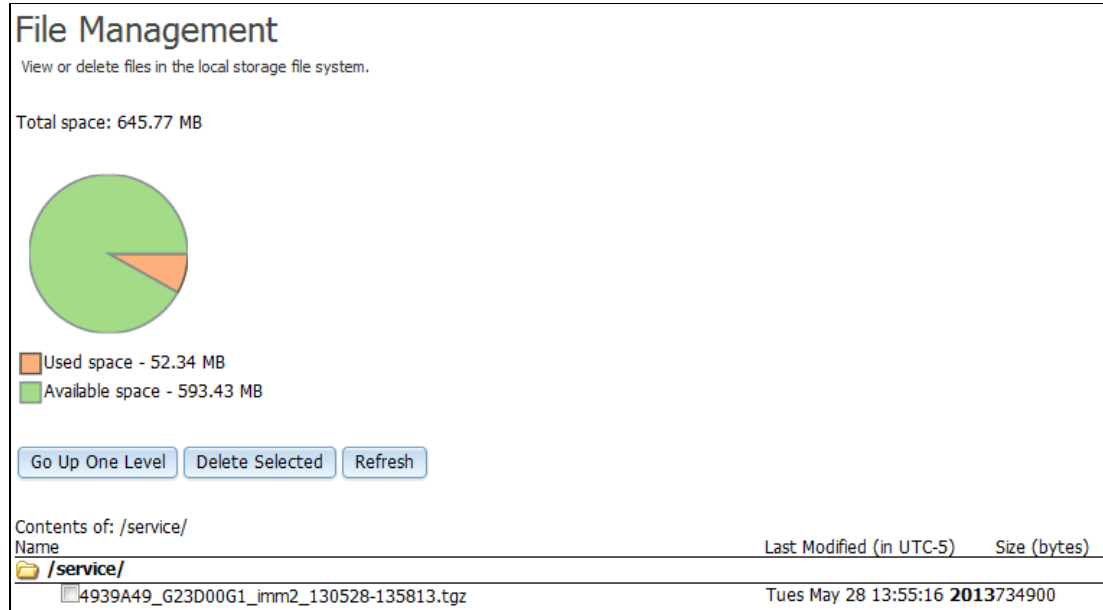 File Management
View or delete files in the local storage file system.
Total space: 645.77 MB
Used space - 52.34 MB
Available space - 593.43 MB
Go Up One Level Delete Selected Refresh
Contents of: /service/
Name Last Modified (in UTC-5) Size (bytes)
/service/
4939A49_G23D00G1_imm2_130528-135813.tgz Tues May 28 13:55:16 2013734900